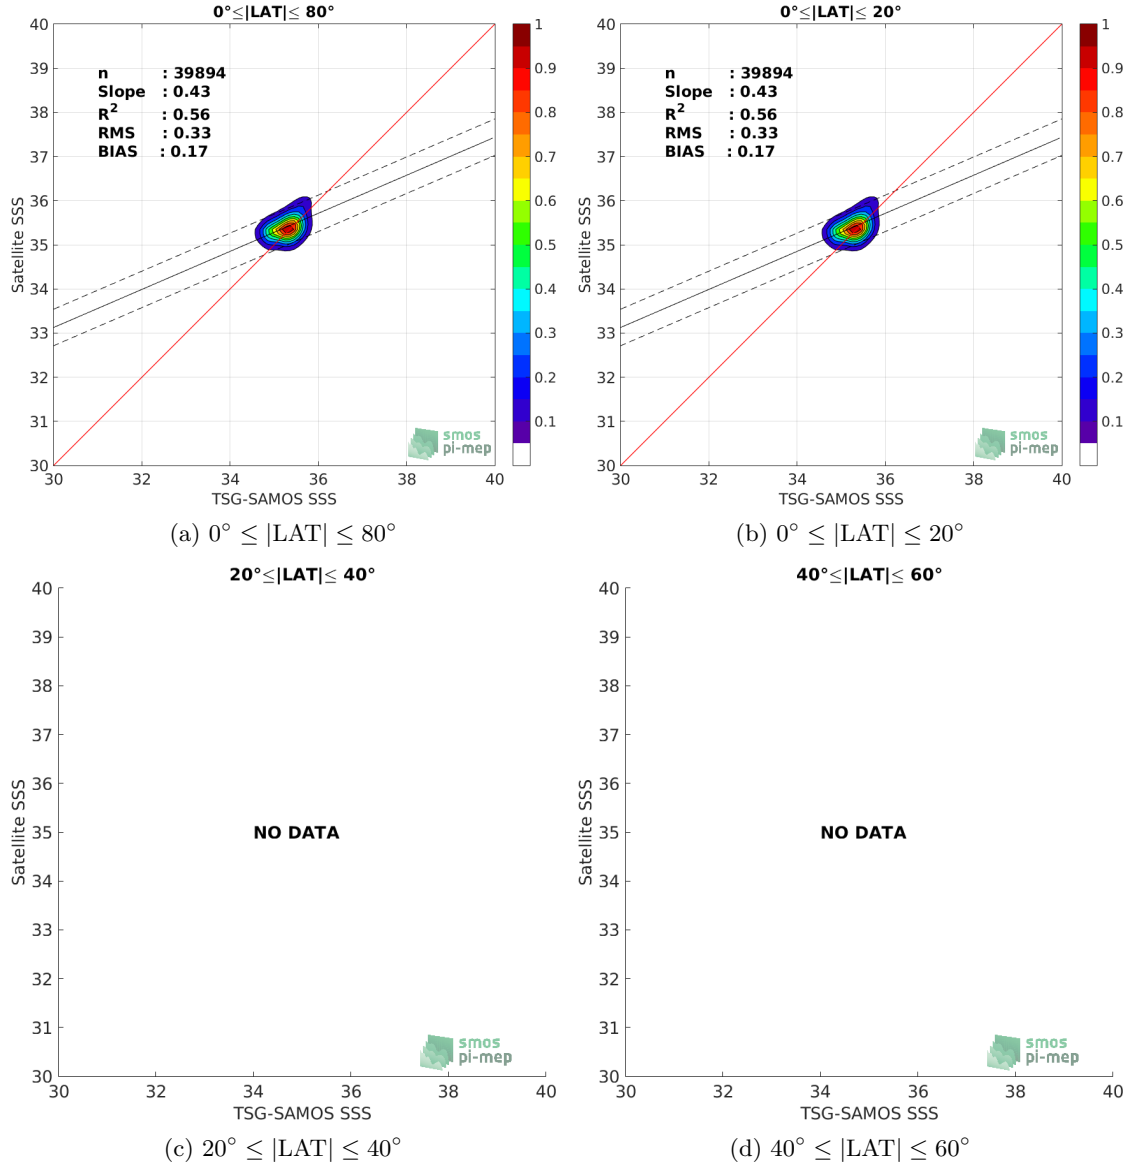 0°≤|LAT|≤ 80°
40
39
38
37
36
35
34
33
32
31
30
Satellite SSS
n : 39894
Slope : 0.43
R² : 0.56
RMS : 0.33
BIAS : 0.17
smos
pi-mep
30 32 34 36 38 40
TSG-SAMOS SSS
1
0.9
0.8
0.7
0.6
0.5
0.4
0.3
0.2
0.1
(a) 0° ≤ |LAT| ≤ 80°
0°≤|LAT|≤ 20°
40
39
38
37
36
35
34
33
32
31
30
Satellite SSS
n : 39894
Slope : 0.43
R² : 0.56
RMS : 0.33
BIAS : 0.17
smos
pi-mep
30 32 34 36 38 40
TSG-SAMOS SSS
1
0.9
0.8
0.7
0.6
0.5
0.4
0.3
0.2
0.1
(b) 0° ≤ |LAT| ≤ 20°
20°≤|LAT|≤ 40°
40
39
38
37
36
35
34
33
32
31
30
Satellite SSS
NO DATA
smos
pi-mep
30 32 34 36 38 40
TSG-SAMOS SSS
(c) 20° ≤ |LAT| ≤ 40°
40°≤|LAT|≤ 60°
40
39
38
37
36
35
34
33
32
31
30
Satellite SSS
NO DATA
smos
pi-mep
30 32 34 36 38 40
TSG-SAMOS SSS
(d) 40° ≤ |LAT| ≤ 60°